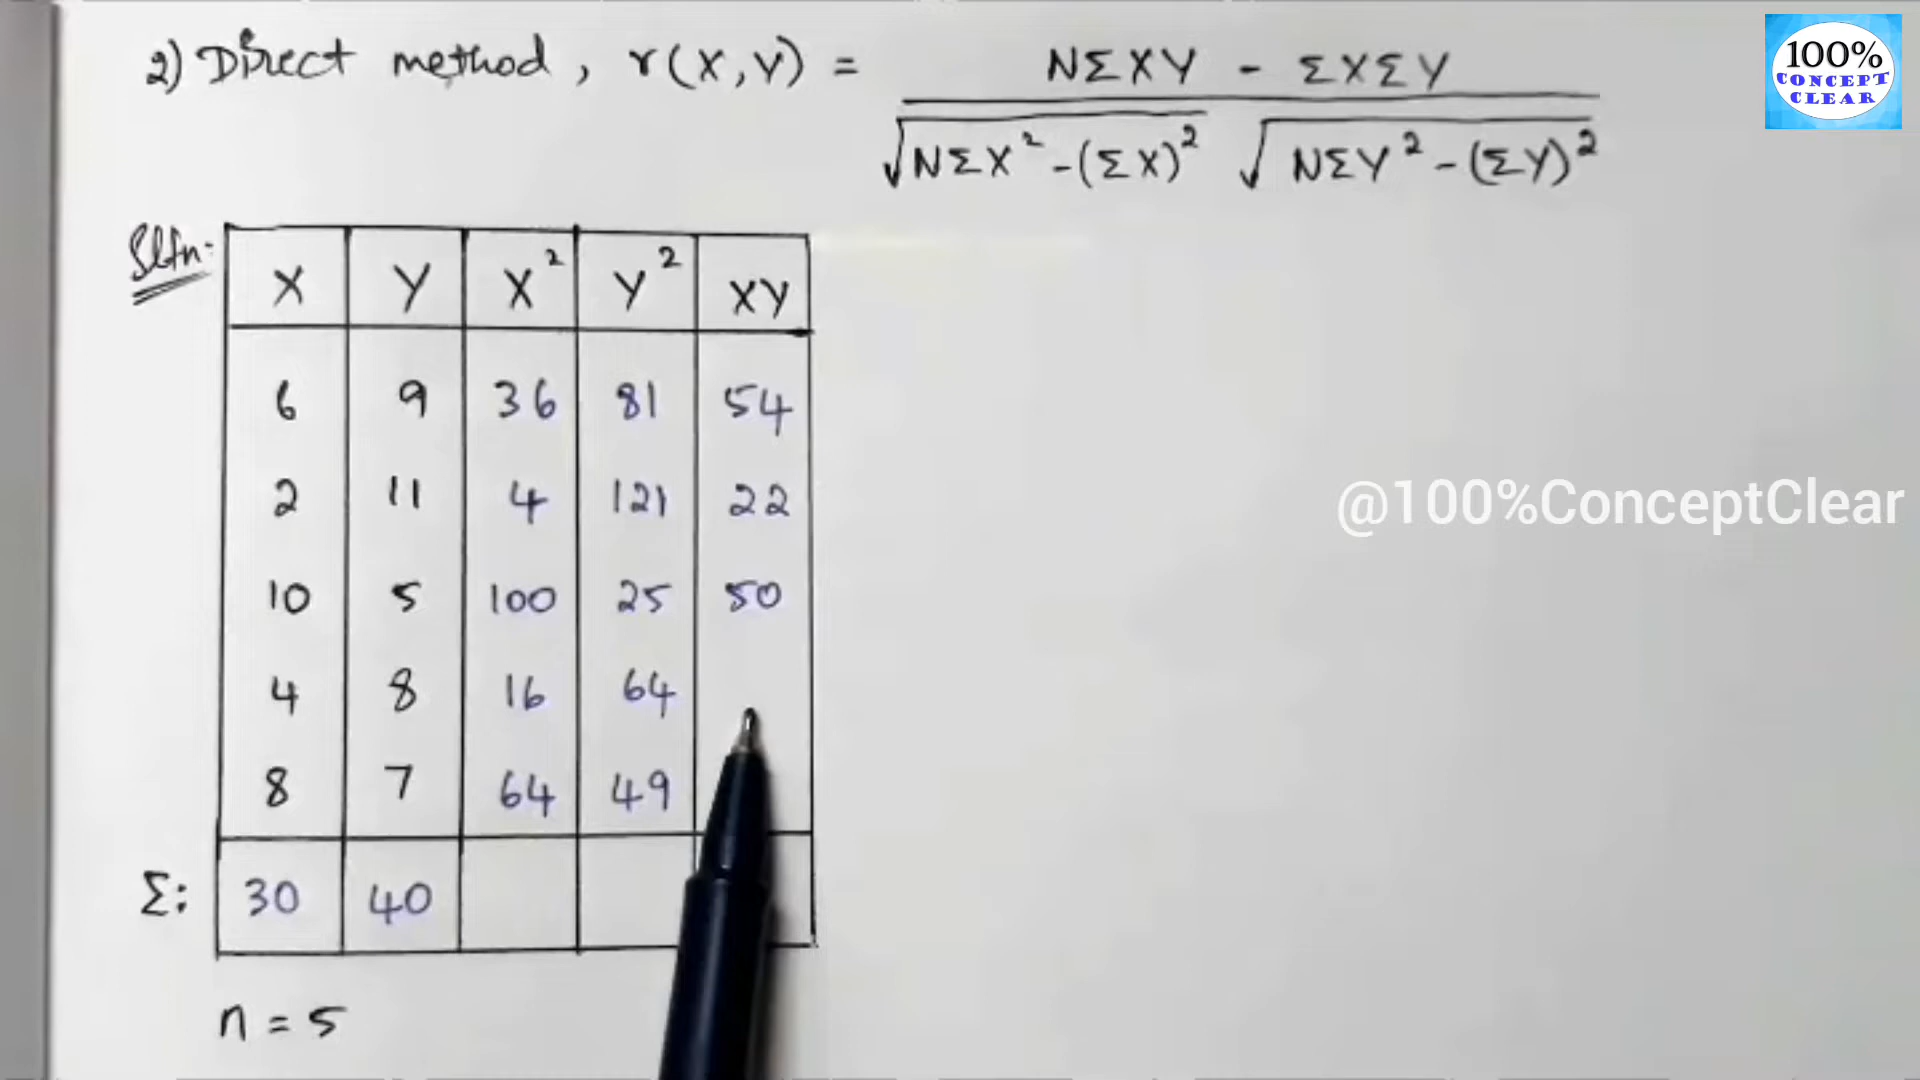 2) Direct method, r(X,Y) = NΣXY - ΣXΣY
√NΣX² - (ΣX)² √NΣY² - (ΣY)²
100%
CONCEPT
CLEAR
Sltn:
X Y X² Y² XY
6 9 36 81 54
2 11 4 121 22
@100%ConceptClear
10 5 100 25 50
4 8 16 64
8 7 64 49
Σ: 30 40
n = 5